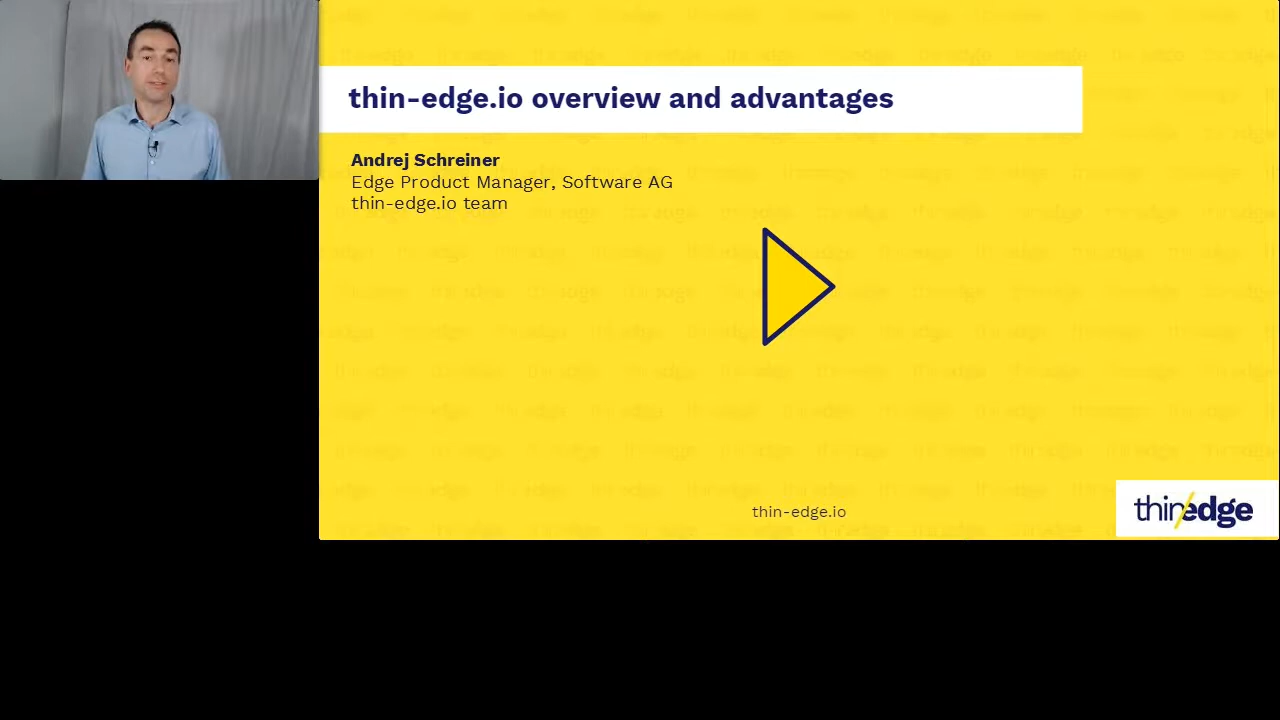 thin-edge.io overview and advantages
Andrej Schreiner
Edge Product Manager, Software AG
thin-edge.io team
thin-edge.io
thin/edge